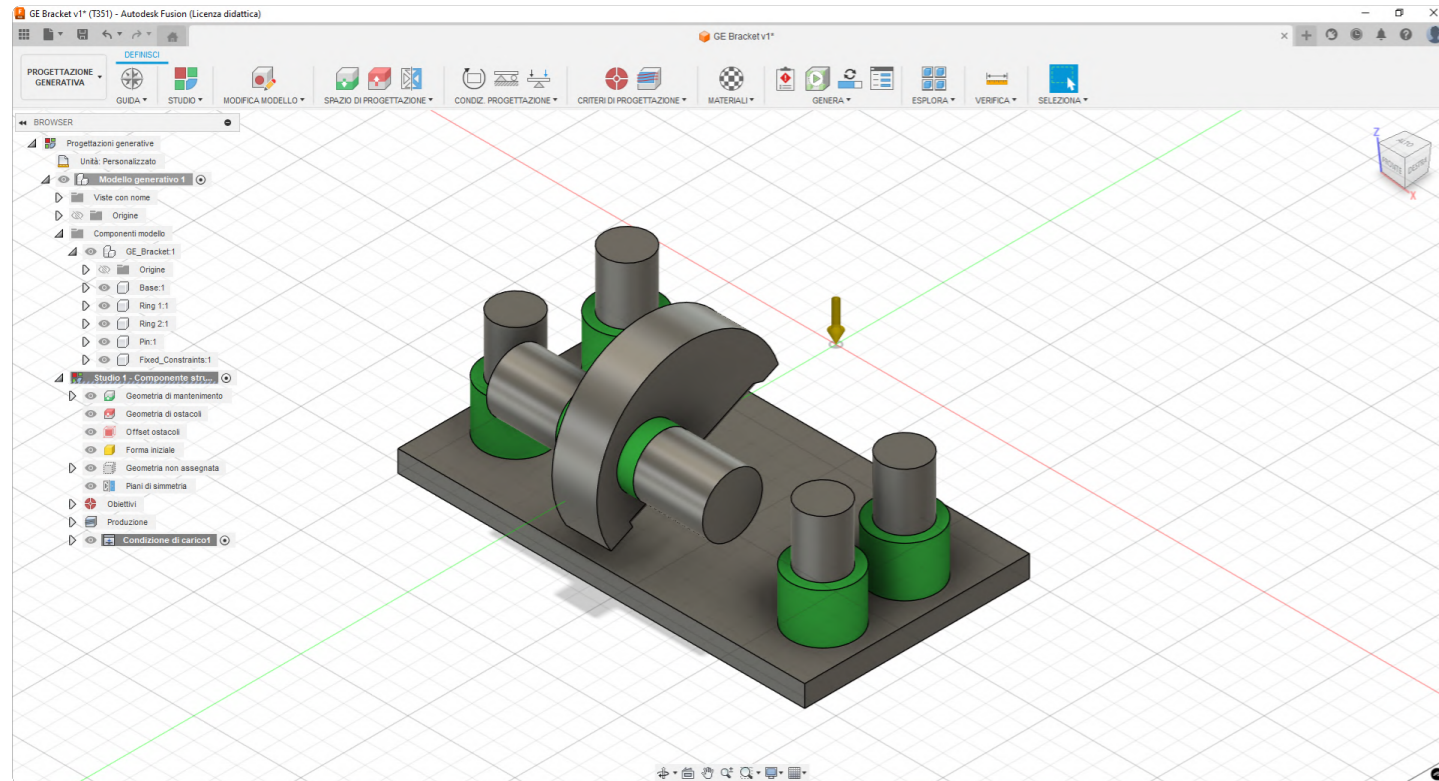 GE Bracket v1* (T351) - Autodesk Fusion (Licenza didattica)
GE Bracket v1*
DEFINISCI
PROGETTAZIONE GENERATIVA
GUIDA STUDIO MODIFICA MODELLO SPAZIO DI PROGETTAZIONE CONDIZ. PROGETTAZIONE CRITERI DI PROGETTAZIONE MATERIALI GENERA ESPLORA VERIFICA SELEZIONA
BROWSER
Progettazioni generative
Unità: Personalizzato
Modello generativo 1
Viste con nome
Origine
Componenti modello
GE_Bracket:1
Origine
Base:1
Ring 1:1
Ring 2:1
Pin:1
Fixed_Constraints:1
Studio 1 - Componente stru...
Geometria di mantenimento
Geometria di ostacoli
Offset ostacoli
Forma iniziale
Geometria non assegnata
Piani di simmetria
Obiettivi
Produzione
Condizione di carico1
Z
ALTO
DESTRA
X